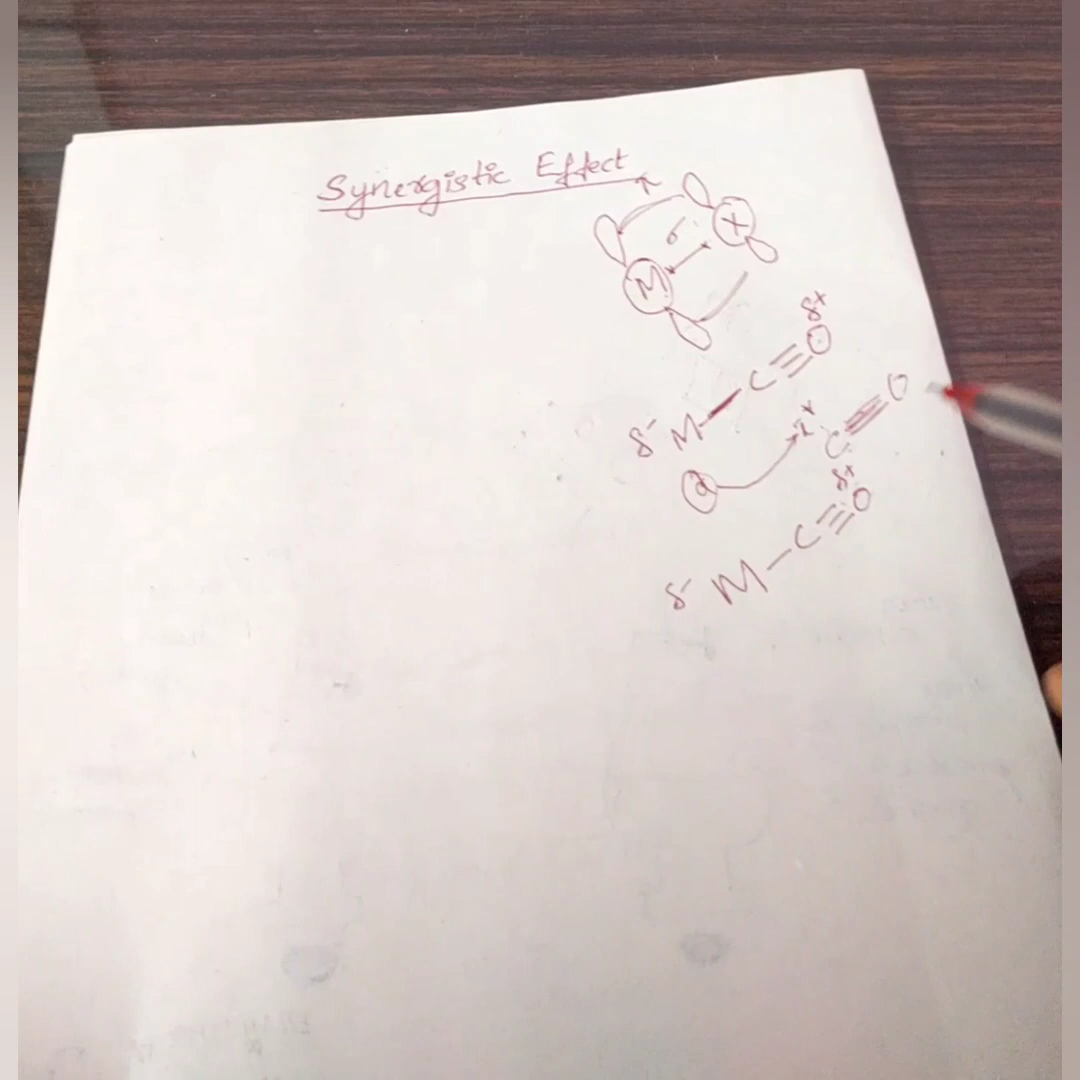 Synergistic Effect
π
X
σ
M
δ+
M-C≡O
δ-
π*
C≡O
d
δ+
M-C≡O
δ-